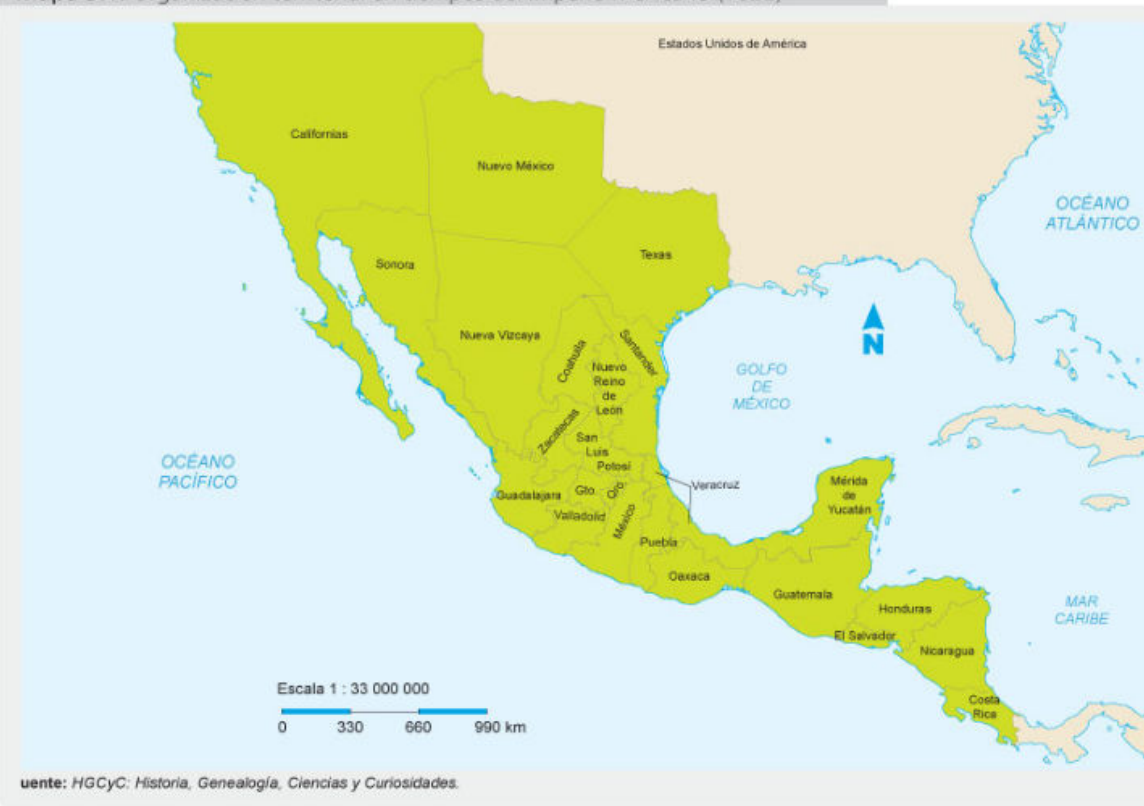 Estados Unidos de América
Californias
Nuevo México
OCÉANO
ATLÁNTICO
Sonora
Texas
Nueva Vizcaya
Coahuila
Santander
Nuevo
Reino
de
León
N
GOLFO
DE
MÉXICO
Zacatecas
San
Luis
Potosí
OCÉANO
PACÍFICO
Guadalajara
Gto.
Qro.
Veracruz
Mérida
de
Yucatán
Valladolid
México
Puebla
Oaxaca
Guatemala
Honduras
MAR
CARIBE
El Salvador
Nicaragua
Costa
Rica
Escala 1 : 33 000 000
0 330 660 990 km
uente: HGCyC: Historia, Genealogía, Ciencias y Curiosidades.